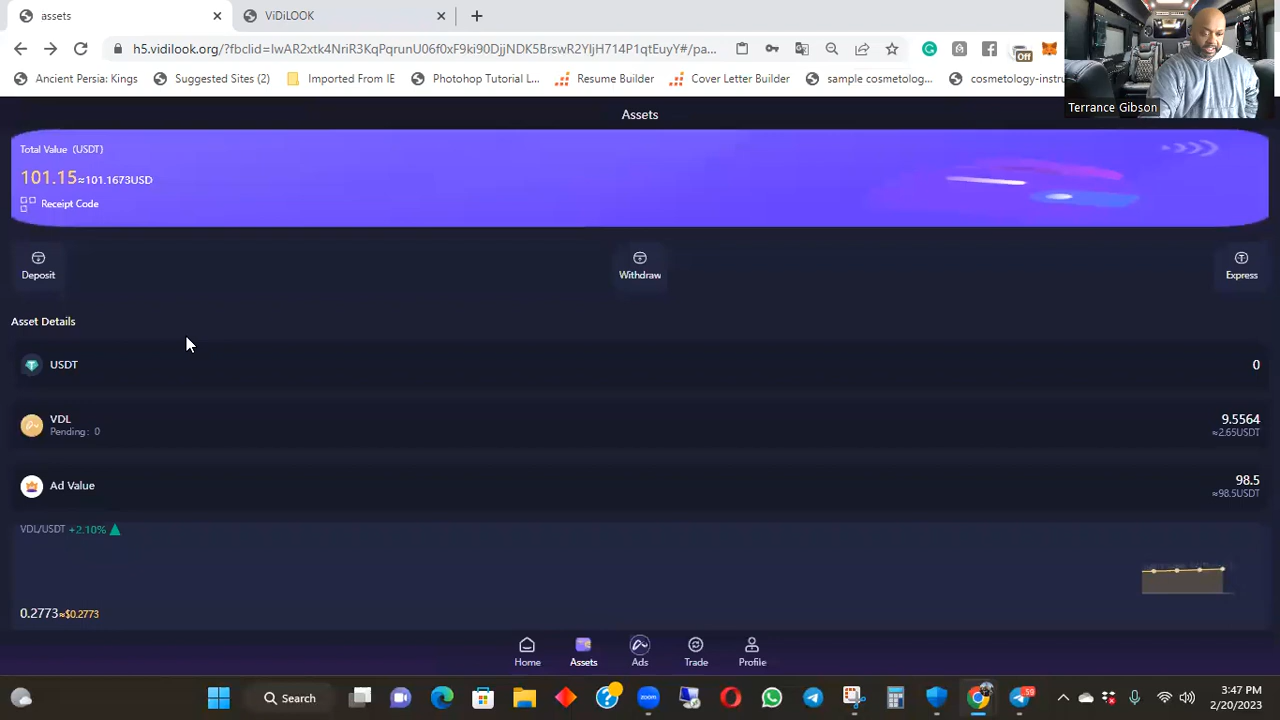 assets
ViDiLOOK
h5.vidilook.org/?fbclid=IwAR2xtk4NriR3KqPqrunU06f0xF9ki90DjjNDK5BrswR2YljH714P1qtEuyY#/pa...
Off
Ancient Persia: Kings
Suggested Sites (2)
Imported From IE
Photohop Tutorial L...
Resume Builder
Cover Letter Builder
sample cosmetolog...
cosmetology-instru
Terrance Gibson
Assets
Total Value (USDT)
101.15≈101.1673USD
Receipt Code
Deposit
Withdraw
Express
Asset Details
USDT
0
VDL
Pending: 0
9.5564
≈2.65USDT
Ad Value
98.5
≈98.5USDT
VDL/USDT +2.10%
0.2773≈$0.2773
Home
Assets
Ads
Trade
Profile
Search
59
3:47 PM
2/20/2023